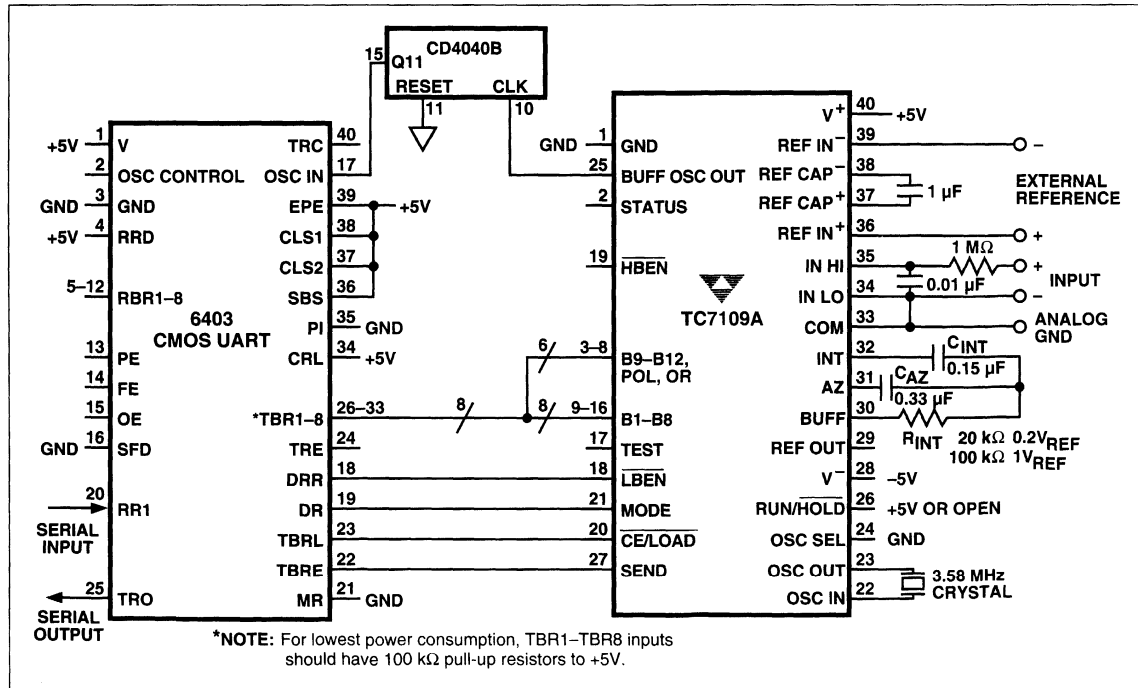 CD4040B
15 Q11
RESET CLK
11 10
6403
CMOS UART
+5V 1 V
2 OSC CONTROL
GND 3 GND
+5V 4 RRD
5–12 RBR1–8
13 PE
14 FE
15 OE
GND 16 SFD
20 RR1
SERIAL
INPUT
25 TRO
SERIAL
OUTPUT
TRC 40
OSC IN 17
EPE 39 +5V
CLS1 38
CLS2 37
SBS 36
PI 35 GND
CRL 34 +5V
*TBR1–8 26–33 8 8
6
TRE 24
DRR 18
DR 19
TBRL 23
TBRE 22
MR 21 GND
TC7109A
GND 1 GND
25 BUFF OSC OUT
2 STATUS
19 HBEN
3–8 B9–B12,
POL, OR
9–16 B1–B8
17 TEST
18 LBEN
21 MODE
20 CE/LOAD
27 SEND
V+ 40 +5V
REF IN– 39 –
REF CAP– 38
1 µF
REF CAP+ 37
EXTERNAL
REFERENCE
REF IN+ 36 +
IN HI 35 1 MΩ +
0.01 µF
INPUT
IN LO 34 –
COM 33 ANALOG
GND
INT 32 CINT
0.15 µF
AZ 31 CAZ
0.33 µF
BUFF 30
RINT 20 kΩ 0.2VREF
100 kΩ 1VREF
REF OUT 29
V– 28 –5V
RUN/HOLD 26 +5V OR OPEN
OSC SEL 24 GND
OSC OUT 23
3.58 MHz
CRYSTAL
OSC IN 22
*NOTE: For lowest power consumption, TBR1–TBR8 inputs
should have 100 kΩ pull-up resistors to +5V.